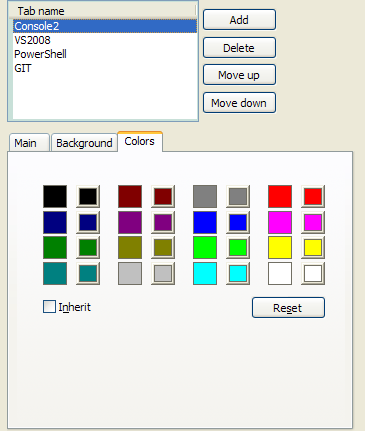 Tab name
Console2
VS2008
PowerShell
GIT
Add
Delete
Move up
Move down
Main
Background
Colors
Inherit
Reset